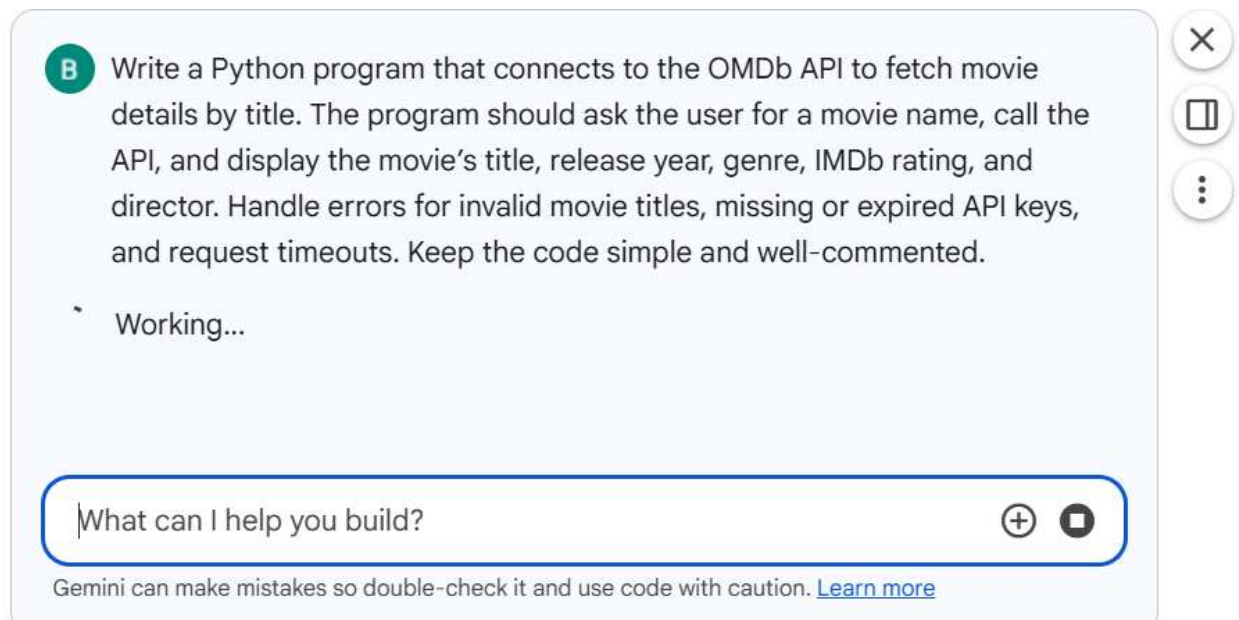 B
Write a Python program that connects to the OMDb API to fetch movie
details by title. The program should ask the user for a movie name, call the
API, and display the movie’s title, release year, genre, IMDb rating, and
director. Handle errors for invalid movie titles, missing or expired API keys,
and request timeouts. Keep the code simple and well-commented.
Working...
What can I help you build?
Gemini can make mistakes so double-check it and use code with caution. Learn more